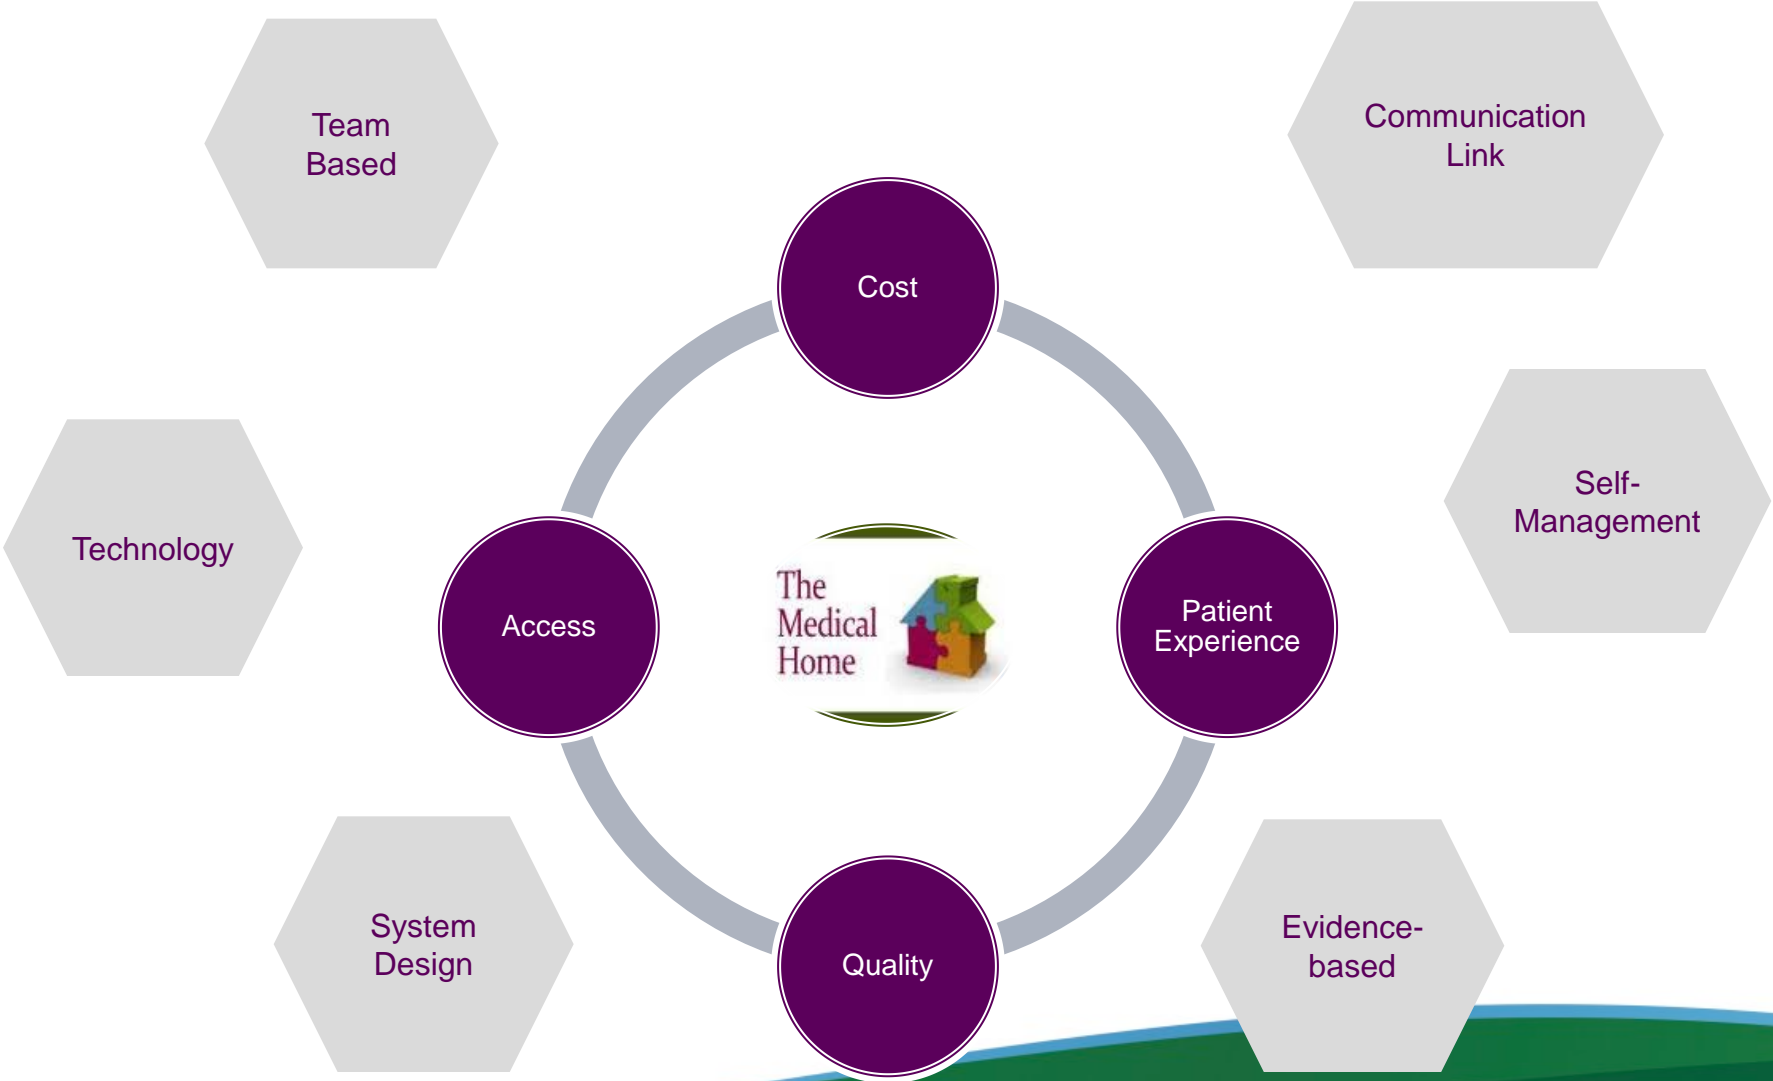 Team
Based
Communication
Link
Cost
Technology
Self-
Management
Access
The
Medical
Home
Patient
Experience
System
Design
Quality
Evidence-
based